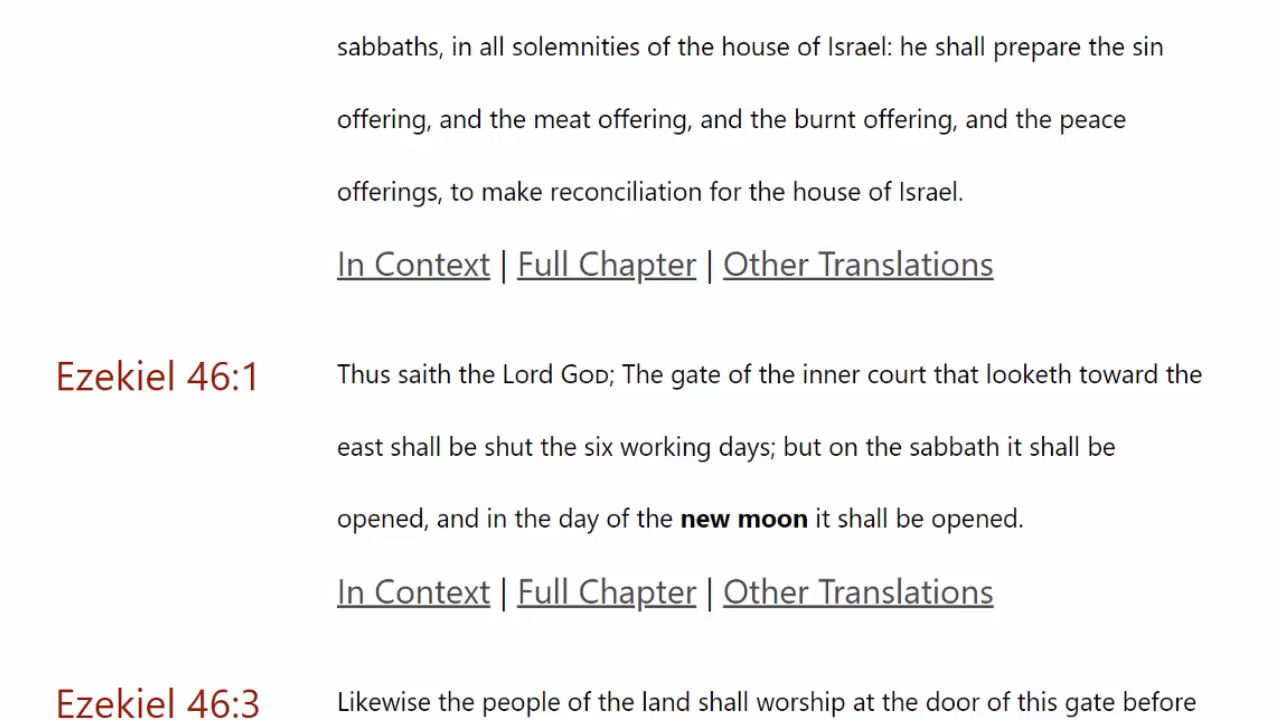 sabbaths, in all solemnities of the house of Israel: he shall prepare the sin
offering, and the meat offering, and the burnt offering, and the peace
offerings, to make reconciliation for the house of Israel.
In Context | Full Chapter | Other Translations
Ezekiel 46:1 Thus saith the Lord GOD; The gate of the inner court that looketh toward the
east shall be shut the six working days; but on the sabbath it shall be
opened, and in the day of the new moon it shall be opened.
In Context | Full Chapter | Other Translations
Ezekiel 46:3 Likewise the people of the land shall worship at the door of this gate before